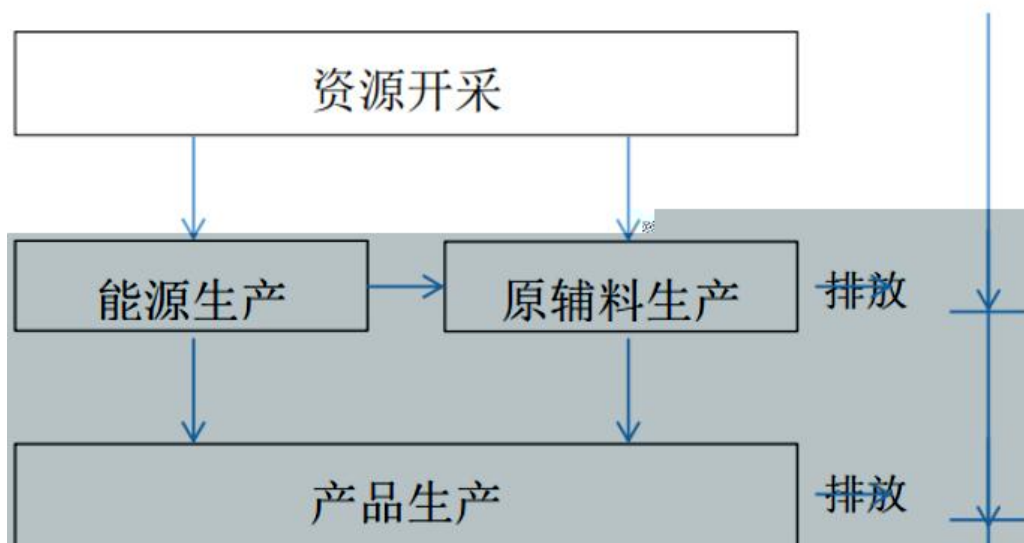 资源开采
能源生产
原辅料生产
排放
产品生产
排放